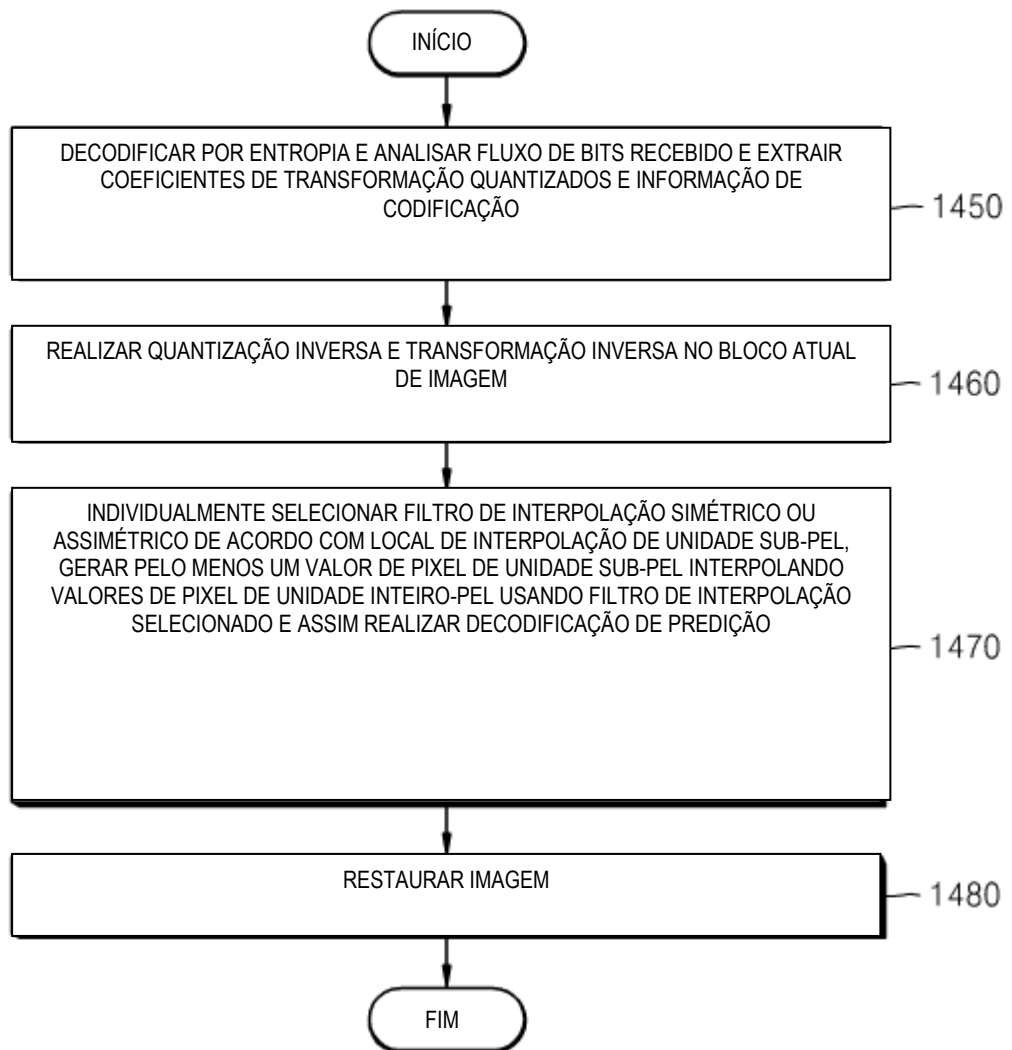 INÍCIO
DECODIFICAR POR ENTROPIA E ANALISAR FLUXO DE BITS RECEBIDO E EXTRAIR
COEFICIENTES DE TRANSFORMAÇÃO QUANTIZADOS E INFORMAÇÃO DE
CODIFICAÇÃO
1450
REALIZAR QUANTIZAÇÃO INVERSA E TRANSFORMAÇÃO INVERSA NO BLOCO ATUAL
DE IMAGEM
1460
INDIVIDUALMENTE SELECIONAR FILTRO DE INTERPOLAÇÃO SIMÉTRICO OU
ASSIMÉTRICO DE ACORDO COM LOCAL DE INTERPOLAÇÃO DE UNIDADE SUB-PEL,
GERAR PELO MENOS UM VALOR DE PIXEL DE UNIDADE SUB-PEL INTERPOLANDO
VALORES DE PIXEL DE UNIDADE INTEIRO-PEL USANDO FILTRO DE INTERPOLAÇÃO
SELECIONADO E ASSIM REALIZAR DECODIFICAÇÃO DE PREDIÇÃO
1470
RESTAURAR IMAGEM
1480
FIM